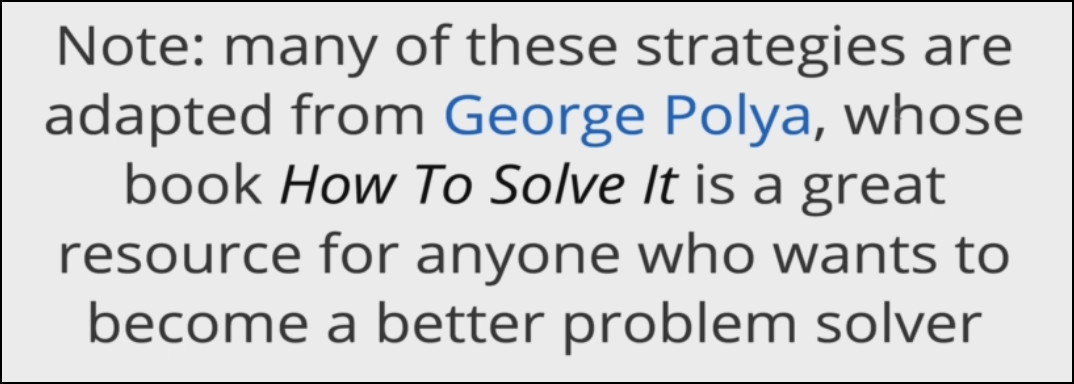 Note: many of these strategies are
adapted from George Polya, whose
book How To Solve It is a great
resource for anyone who wants to
become a better problem solver